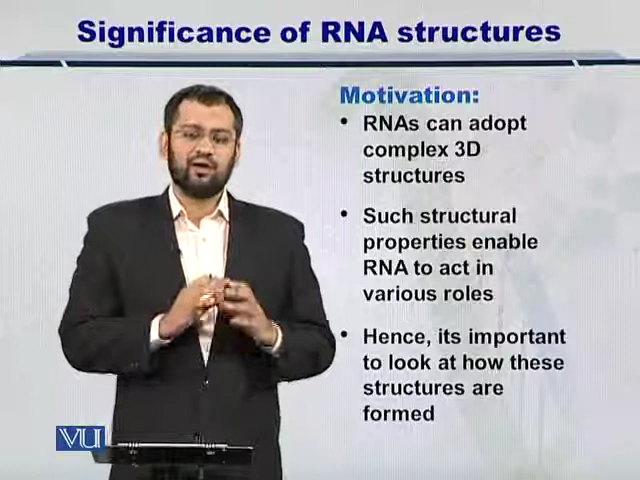 Significance of RNA structures
Motivation:
• RNAs can adopt
complex 3D
structures
• Such structural
properties enable
RNA to act in
various roles
• Hence, its important
to look at how these
structures are
formed
VU